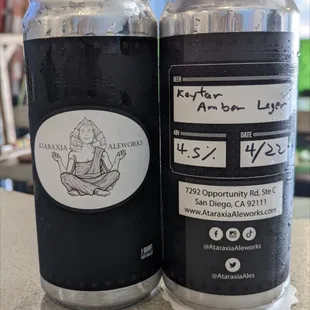 ATARAXIA ALEWORKS
BEER
Keytar
Amber Lager
ABV
4.5%
DATE
4/22
7292 Opportunity Rd, Ste C
San Diego, CA 92111
www.AtaraxiaAleworks.com
@AtaraxiaAleworks
@AtaraxiaAles